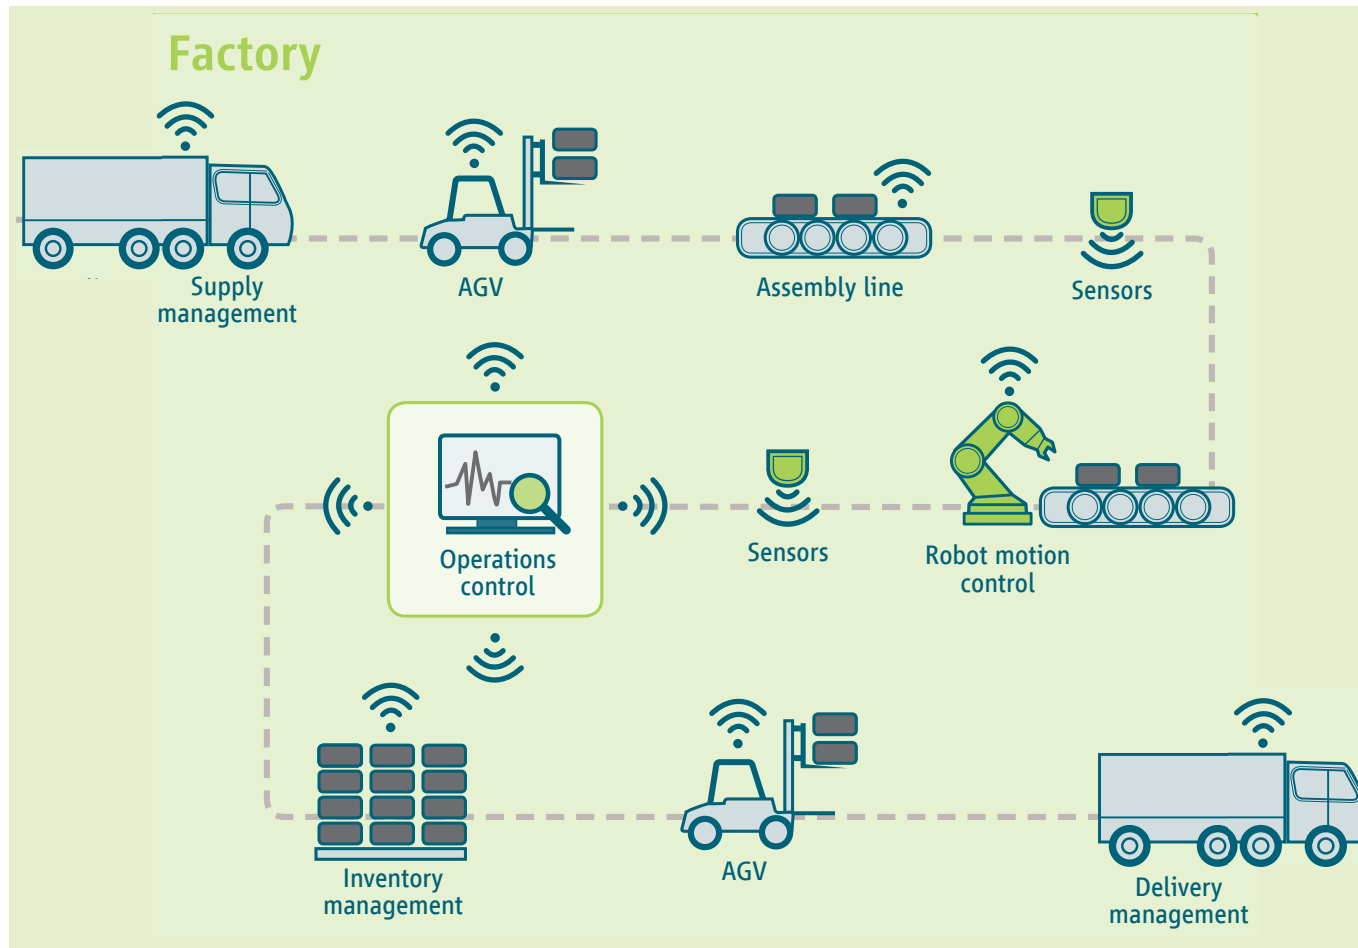 Factory
Supply
management
AGV
Assembly line
Sensors
Operations
control
Sensors
Robot motion
control
Inventory
management
AGV
Delivery
management